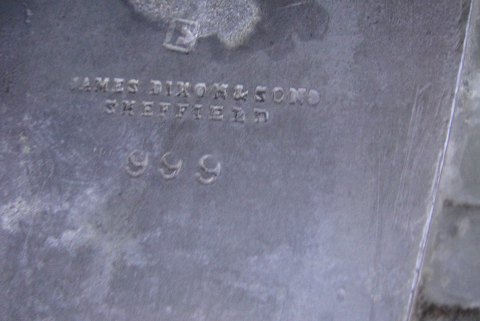 E
JAMES DIXON & SONS
SHEFFIELD
999